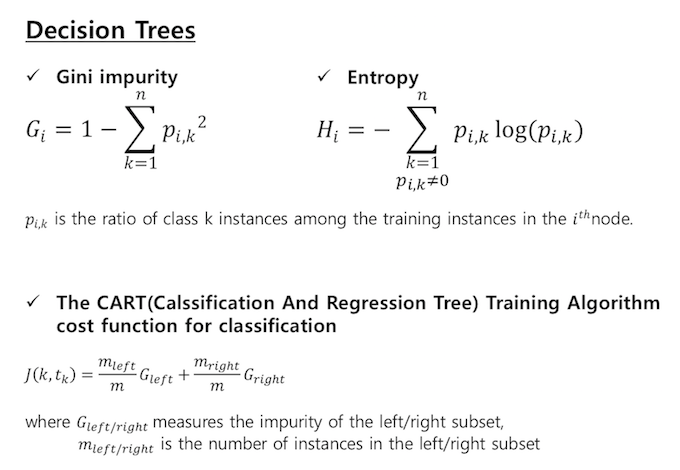 Decision Trees
✓ Gini impurity
G_i = 1 − \sum_{k=1}^{n} p_{i,k}^2
✓ Entropy
H_i = − \sum_{k=1, p_{i,k}≠0}^{n} p_{i,k} log(p_{i,k})
p_{i,k} is the ratio of class k instances among the training instances in the i^{th} node.
✓ The CART(Calssification And Regression Tree) Training Algorithm
cost function for classification
J(k, t_k) = \frac{m_{left}}{m} G_{left} + \frac{m_{right}}{m} G_{right}
where G_{left/right} measures the impurity of the left/right subset,
m_{left/right} is the number of instances in the left/right subset